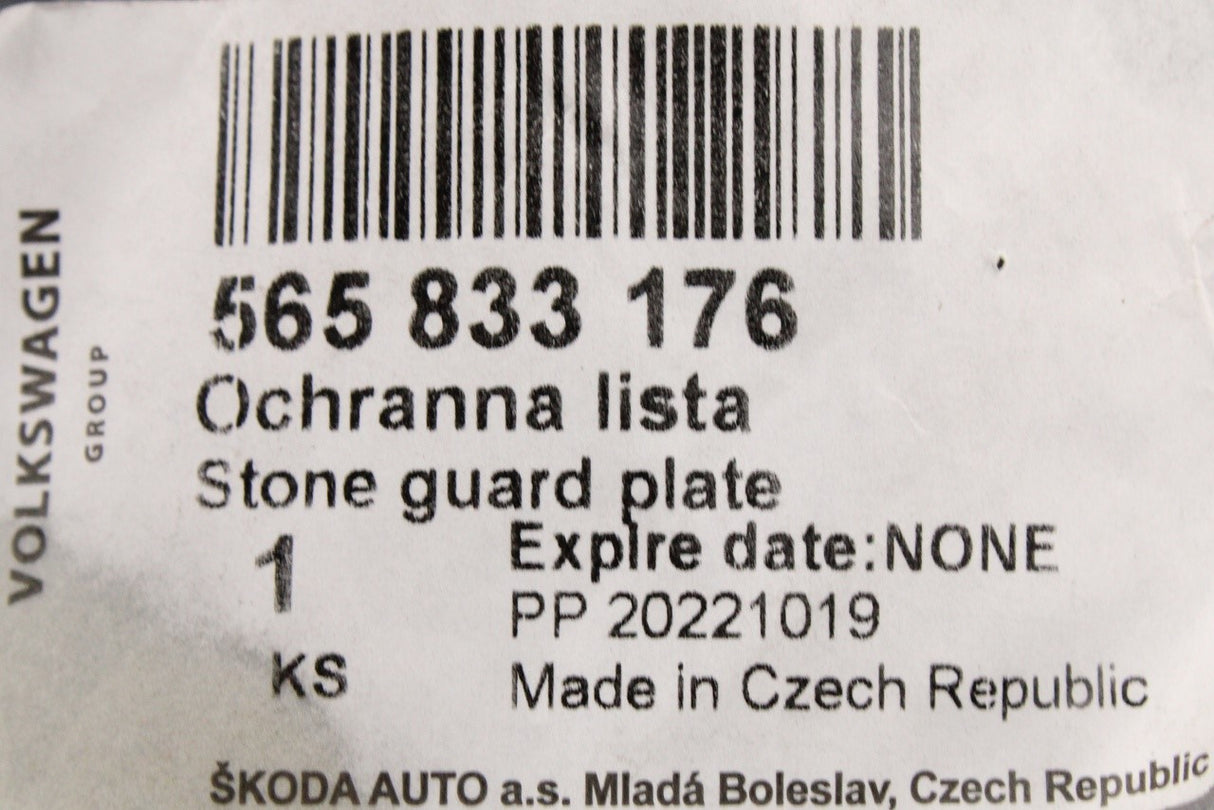 VOLKSWAGEN
GROUP
565 833 176
Ochranna lista
Stone guard plate
1
KS
Expire date:NONE
PP 20221019
Made in Czech Republic
ŠKODA AUTO a.s. Mladá Boleslav, Czech Republic